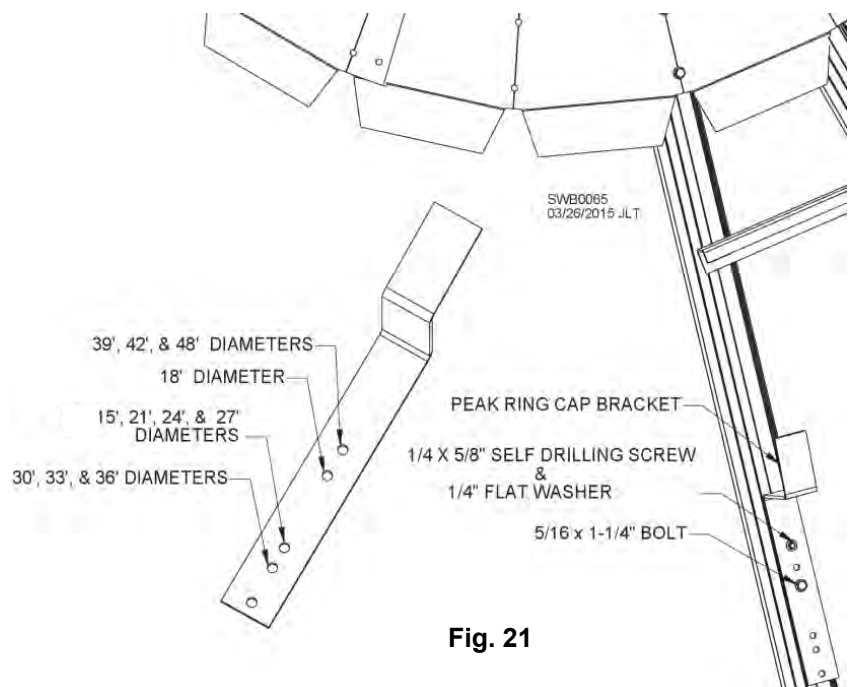 SWB0065
03/26/2015 JLT
39', 42', & 48' DIAMETERS
18' DIAMETER
15', 21', 24', & 27'
DIAMETERS
30', 33', & 36' DIAMETERS
PEAK RING CAP BRACKET
1/4 X 5/8" SELF DRILLING SCREW
&
1/4" FLAT WASHER
5/16 x 1-1/4" BOLT
Fig. 21